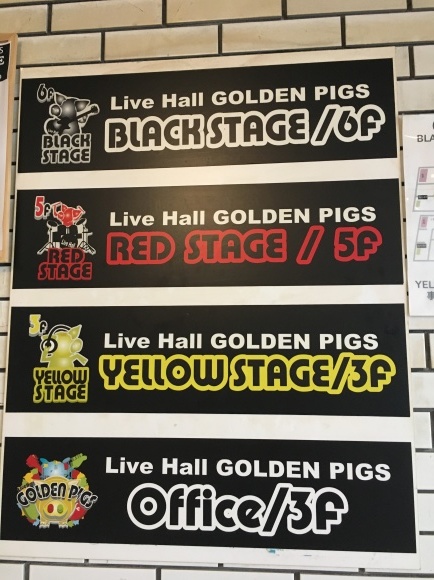 6f
BLACK
STAGE
Live Hall GOLDEN PIGS
BLACK STAGE/6f
5f
RED
STAGE
Live Hall GOLDEN PIGS
RED STAGE / 5f
3f
YELLOW
STAGE
Live Hall GOLDEN PIGS
YELLOW STAGE/3f
GOLDEN PIGS
Live Hall GOLDEN PIGS
Office/3f